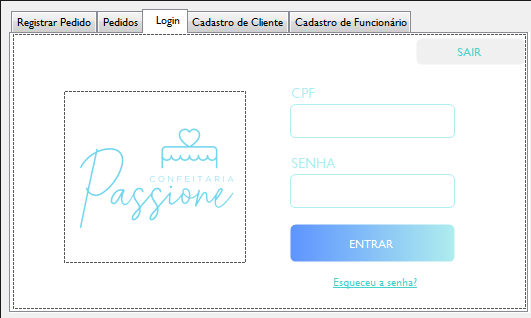 Registrar Pedido Pedidos Login Cadastro de Cliente Cadastro de Funcionário
SAIR
CONFEITARIA
Passione
CPF
SENHA
ENTRAR
Esqueceu a senha?